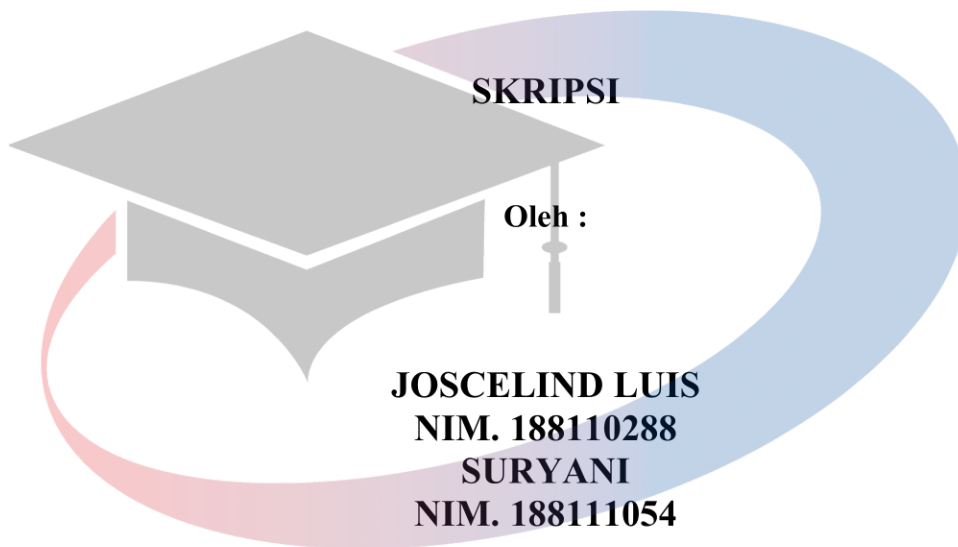 SKRIPSI
Oleh :
JOSCELIND LUIS
NIM. 188110288
SURYANI
NIM. 188111054